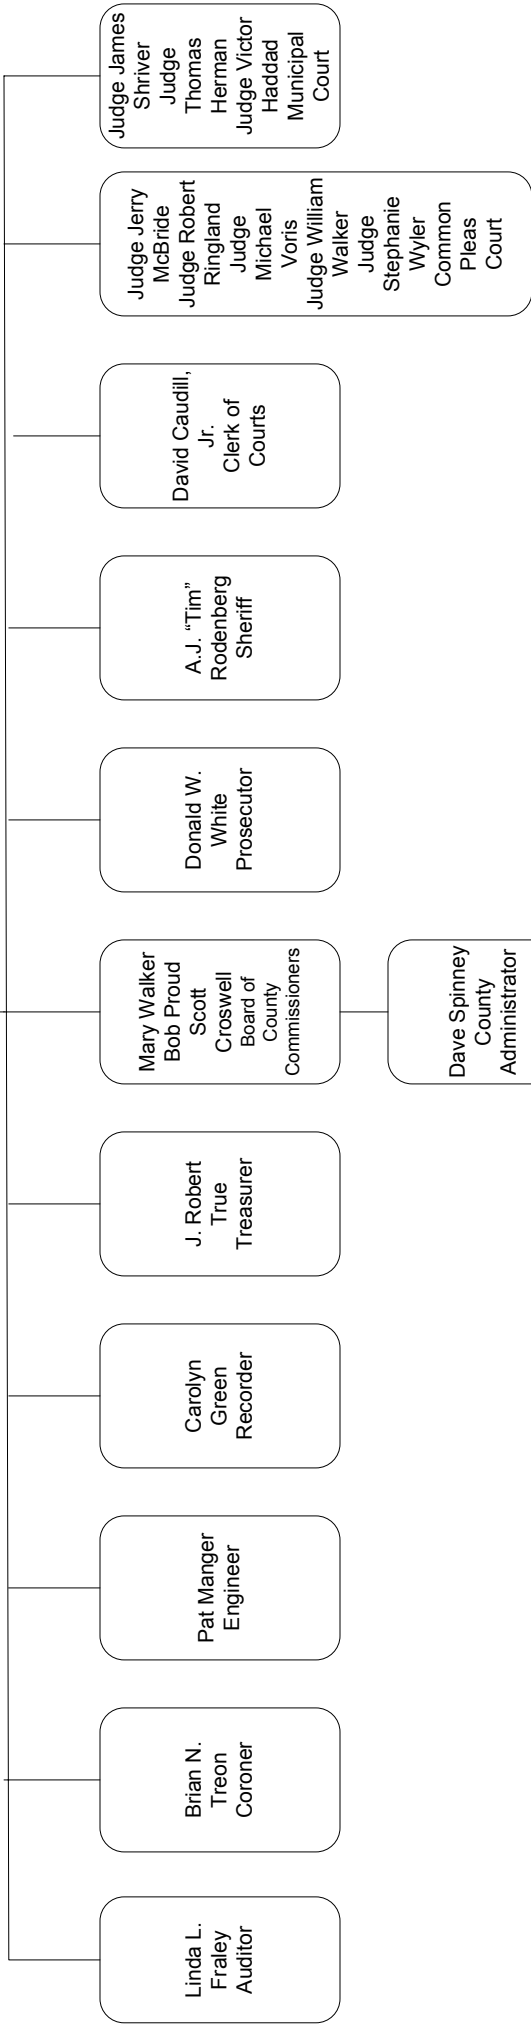 Linda L.
Fraley
Auditor
Brian N.
Treon
Coroner
Pat Manger
Engineer
Carolyn
Green
Recorder
J. Robert
True
Treasurer
Mary Walker
Bob Proud
Scott
Croswell
Board of
County
Commissioners
Dave Spinney
County
Administrator
Donald W.
White
Prosecutor
A.J. “Tim”
Rodenberg
Sheriff
David Caudill,
Jr.
Clerk of
Courts
Judge Jerry
McBride
Judge Robert
Ringland
Judge
Michael
Voris
Judge William
Walker
Judge
Stephanie
Wyler
Common
Pleas
Court
Judge James
Shriver
Judge
Thomas
Herman
Judge Victor
Haddad
Municipal
Court